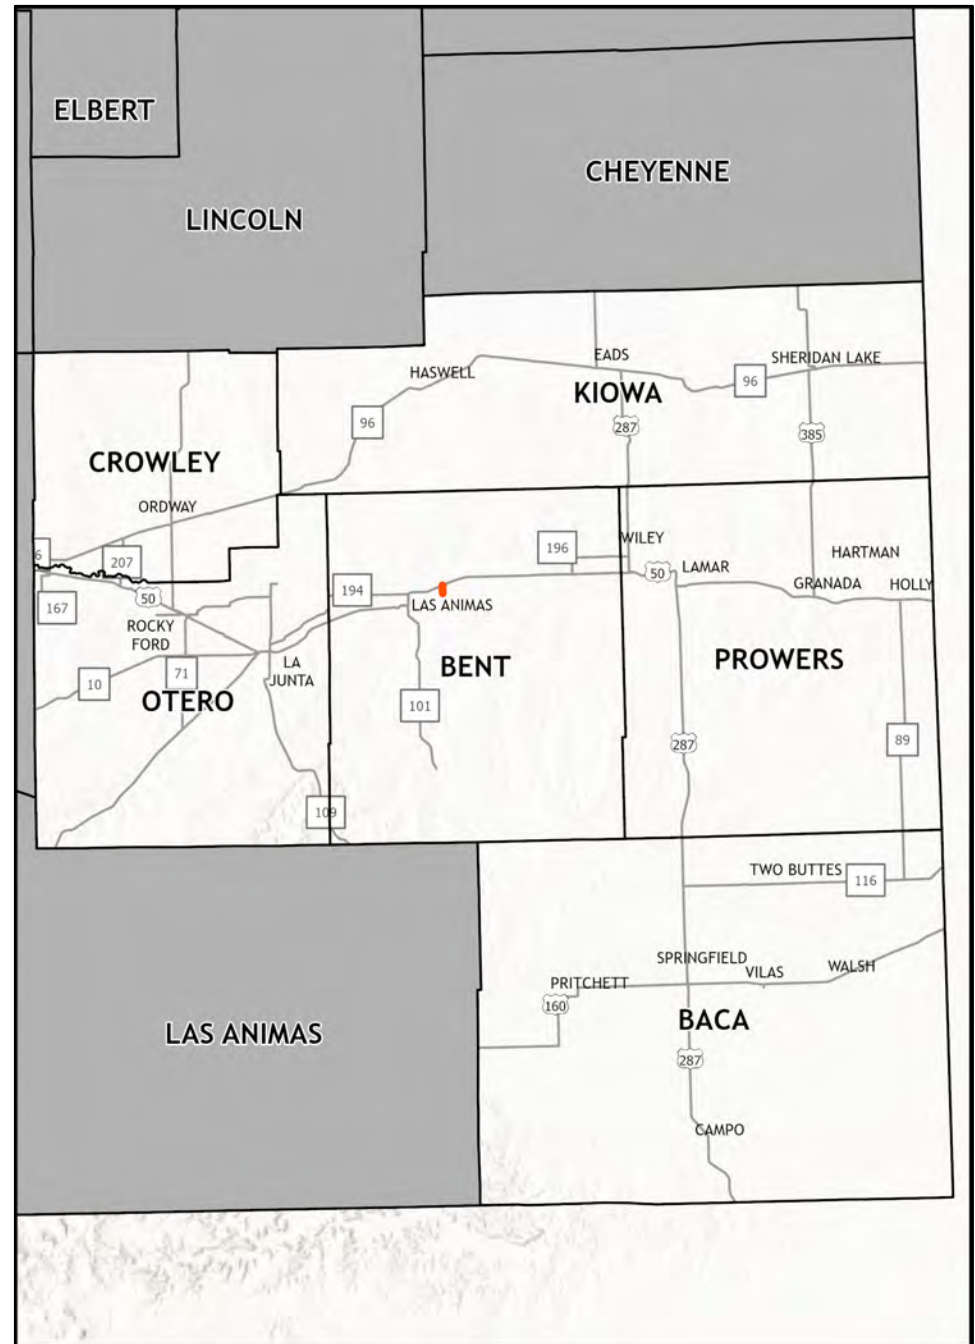 ELBERT
CHEYENNE
LINCOLN
EADS
SHERIDAN LAKE
HASWELL
96
KIOWA
96
287
385
CROWLEY
ORDWAY
6
207
196
WILEY
HARTMAN
50
LAMAR
194
GRANADA
HOLLY
167
50
LAS ANIMAS
ROCKY
FORD
PROWERS
LA
JUNTA
BENT
71
10
OTERO
101
89
287
109
TWO BUTTES
116
SPRINGFIELD
WALSH
VILAS
PRITCHETT
160
BACA
LAS ANIMAS
287
CAMPO